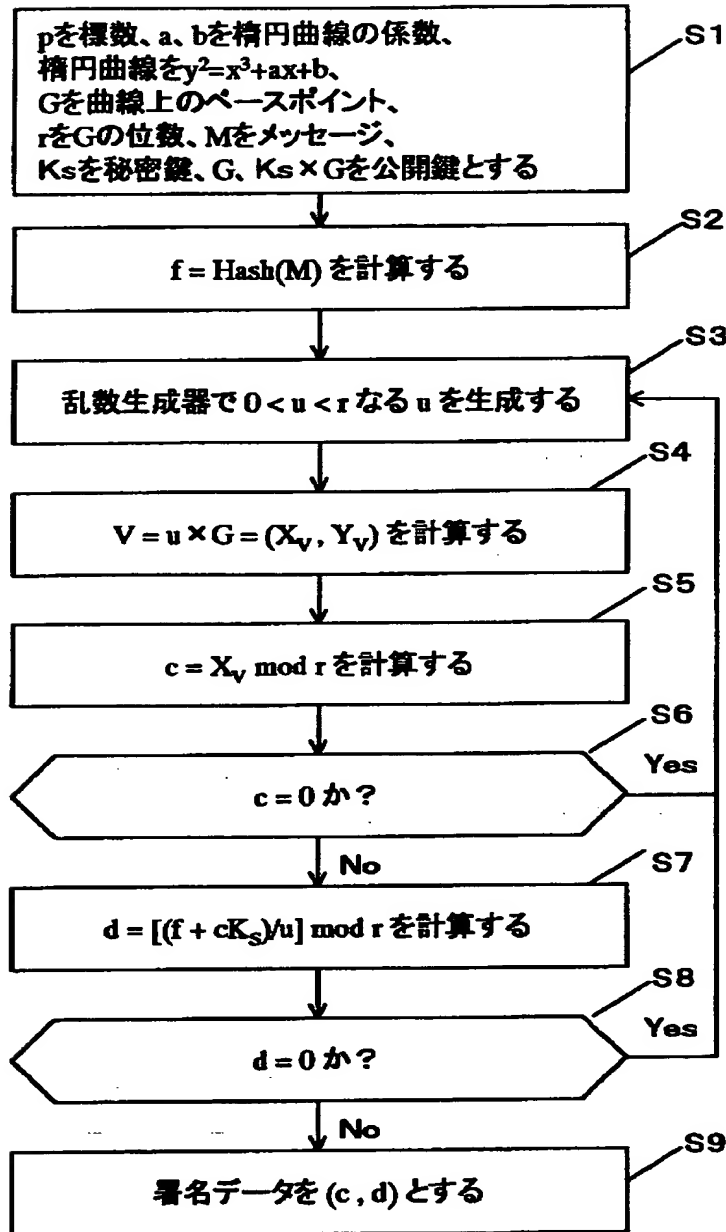 pを標数、a、bを楕円曲線の係数、
楕円曲線をy²=x³+ax+b、
Gを曲線上のベースポイント、
rをGの位数、Mをメッセージ、
Ksを秘密鍵、G、Ks×Gを公開鍵とする
S1
S2
f = Hash(M) を計算する
S3
乱数生成器で 0 < u < r なる u を生成する
S4
V = u × G = (X_V , Y_V) を計算する
S5
c = X_V mod r を計算する
S6
c = 0 か?
Yes
No
S7
d = [(f + cK_S)/u] mod r を計算する
S8
d = 0 か?
Yes
No
S9
署名データを (c , d) とする